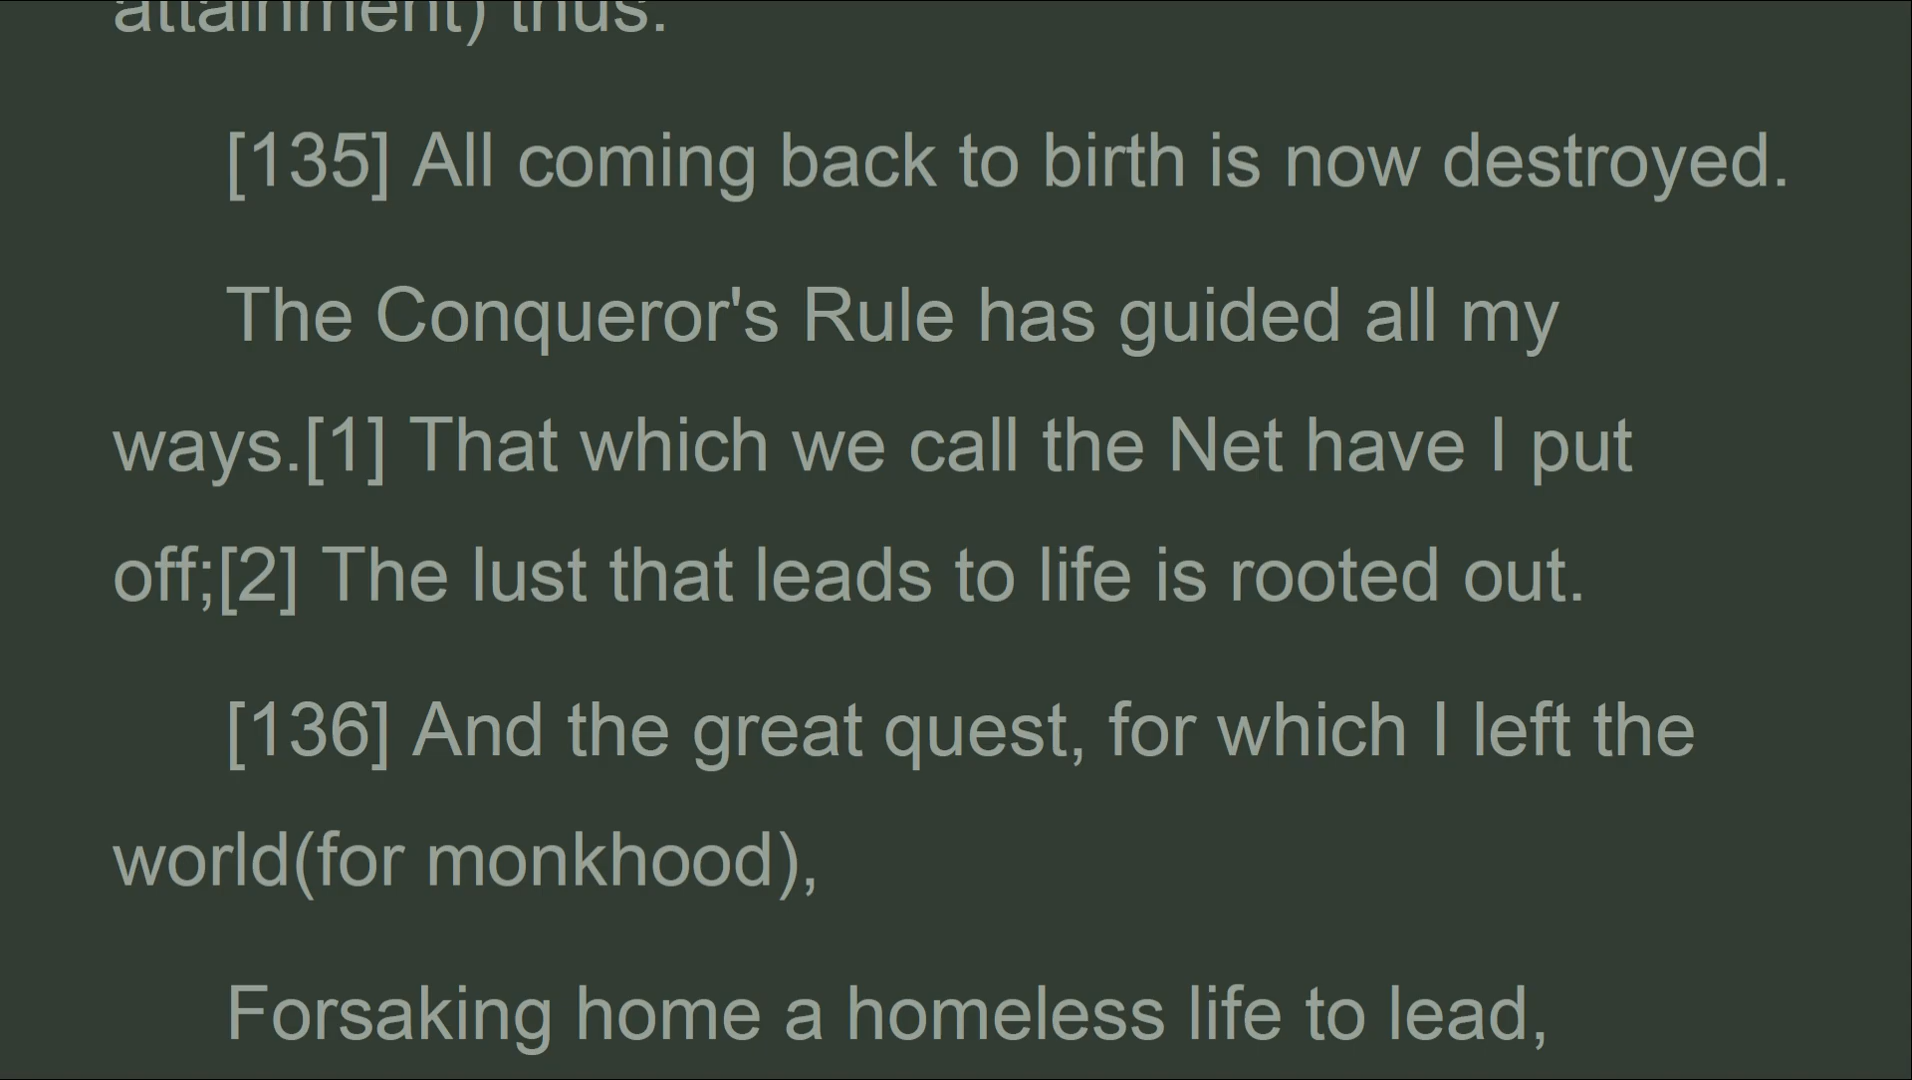 attainment) thus.
[135] All coming back to birth is now destroyed.
The Conqueror's Rule has guided all my
ways.[1] That which we call the Net have I put
off;[2] The lust that leads to life is rooted out.
[136] And the great quest, for which I left the
world(for monkhood),
Forsaking home a homeless life to lead,